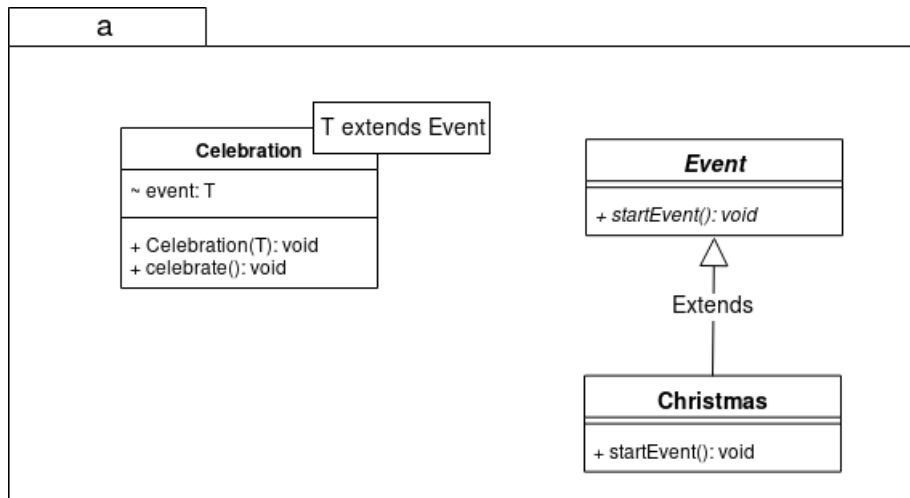 a
T extends Event
Celebration
~ event: T
+ Celebration(T): void
+ celebrate(): void
Event
+ startEvent(): void
Extends
Christmas
+ startEvent(): void